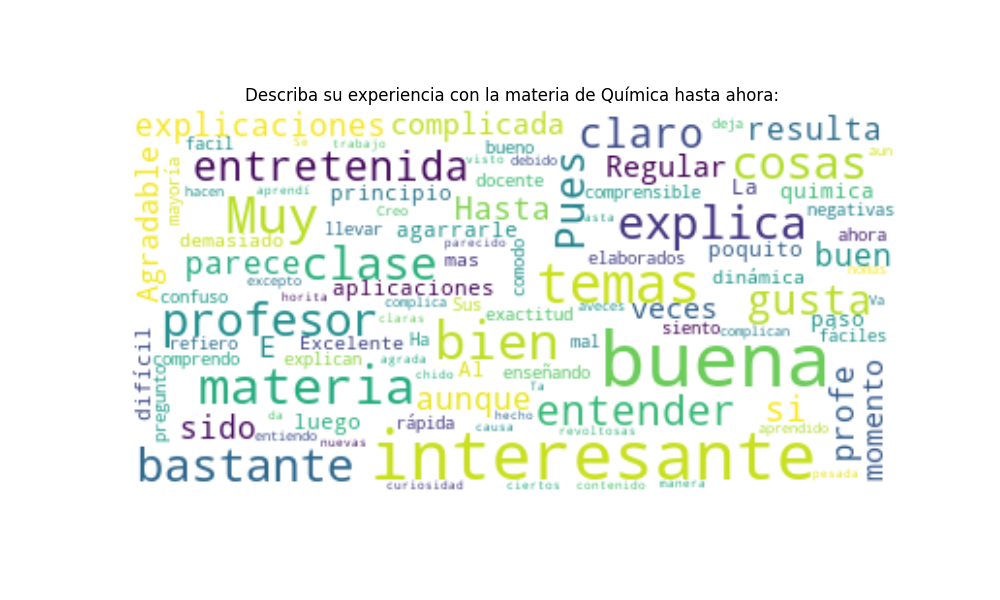 Describa su experiencia con la materia de Química hasta ahora:
explicaciones complicada claro deja resulta
facil Se trabajo bueno aun
Agradable mayoría entretenida visto debido Pues Regular cosas
hacen aprendí principio docente comprensible La quimica
Muy Creo Hasta asta explica negativas
llevar agarrarle ahora
demasiado parecido comodo elaborados poquito buen
parece clase mas temas dinámica nomas
excepto aplicaciones
confuso horita complica Sus exactitud aveces veces gusta Va
profesor claras siento complican paso
difícil refiero E Excelente Ha bien mal buena fáciles
comprendo explican agrada
pregunto chido Al enseñando profe momento
materia aunque Ya
da hecho entender si
sido luego rápida causa revoltosas aprendido
entiendo nuevas
bastante interesante pesada
curiosidad ciertos contenido manera